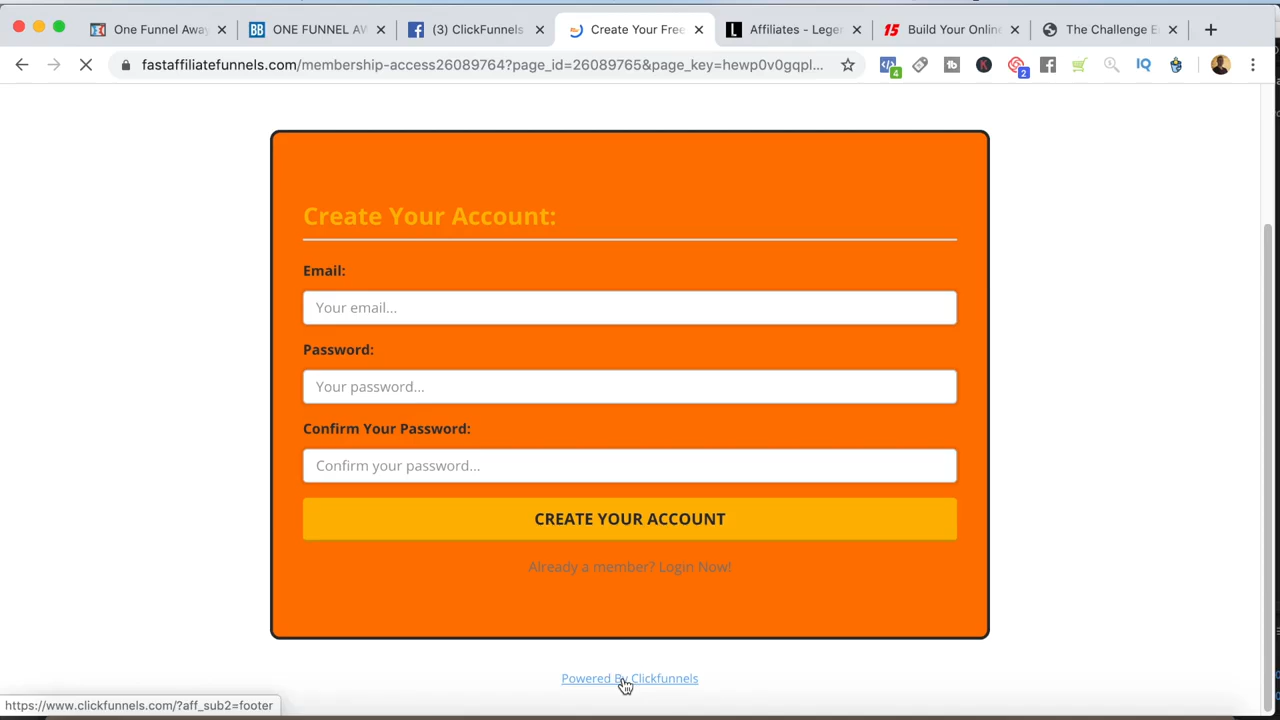 One Funnel Away
ONE FUNNEL AW
(3) ClickFunnels
Create Your Free
Affiliates - Leger
Build Your Onlin
The Challenge E
fastaffiliatefunnels.com/membership-access26089764?page_id=26089765&page_key=hewp0v0gqpl...
Create Your Account:
Email:
Your email...
Password:
Your password...
Confirm Your Password:
Confirm your password...
CREATE YOUR ACCOUNT
Already a member? Login Now!
Powered By Clickfunnels
https://www.clickfunnels.com/?aff_sub2=footer